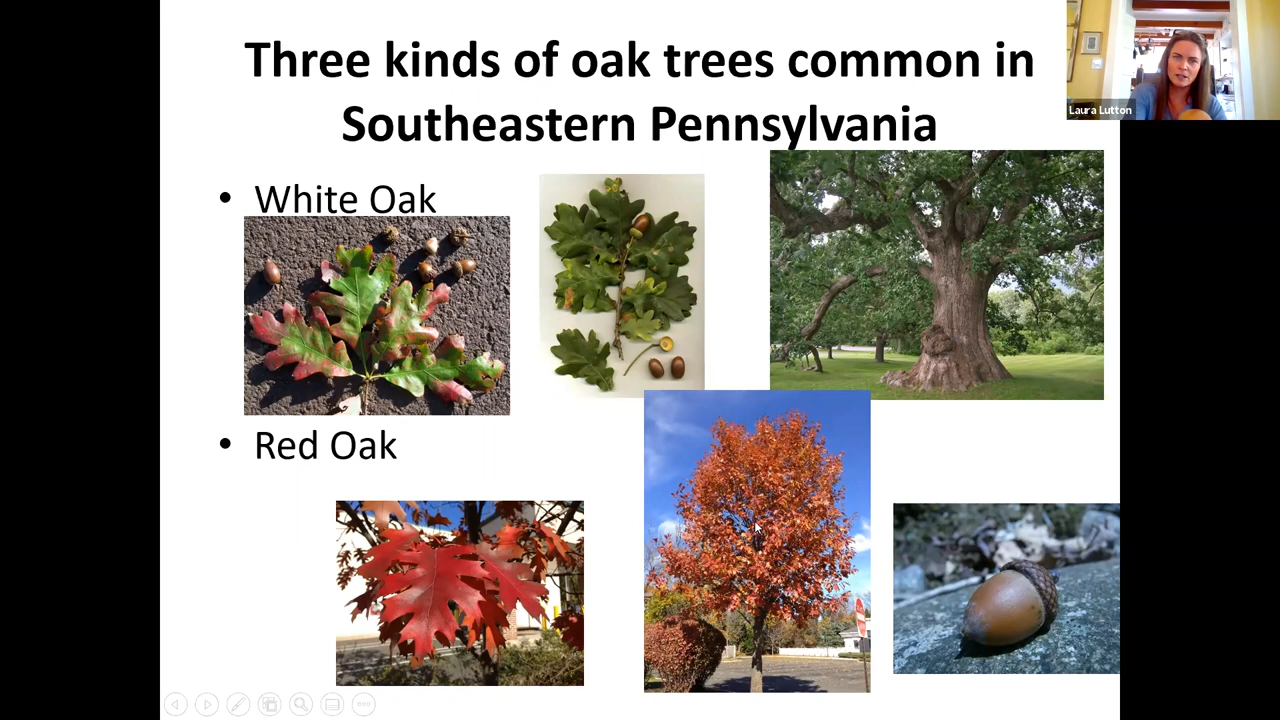 Three kinds of oak trees common in
Southeastern Pennsylvania
Laura Lutton
• White Oak
• Red Oak